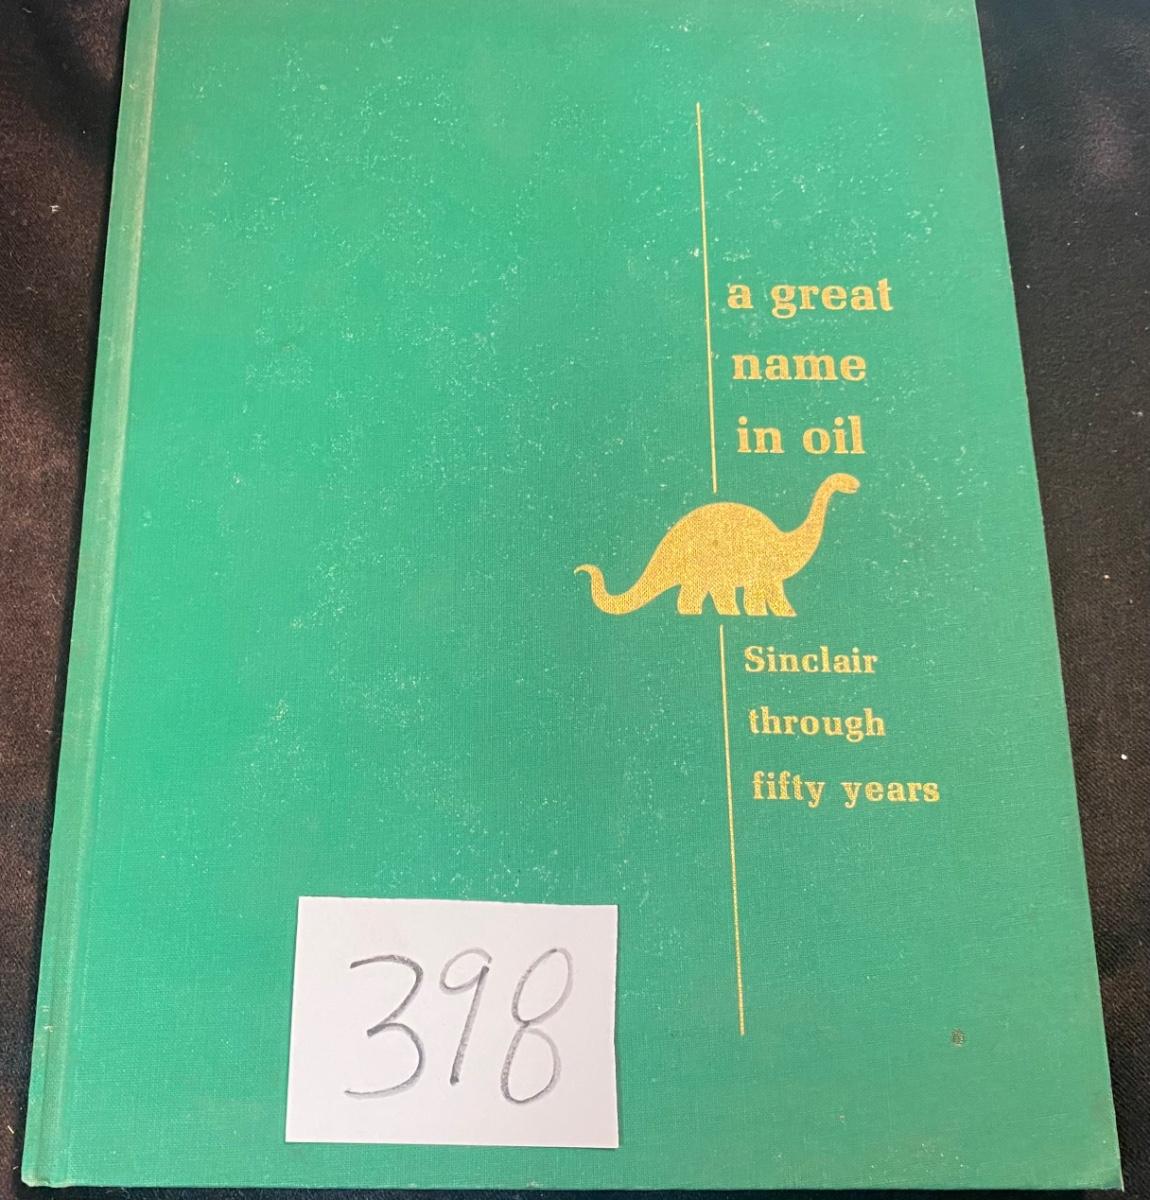 a great
name
in oil
Sinclair
through
fifty years
398